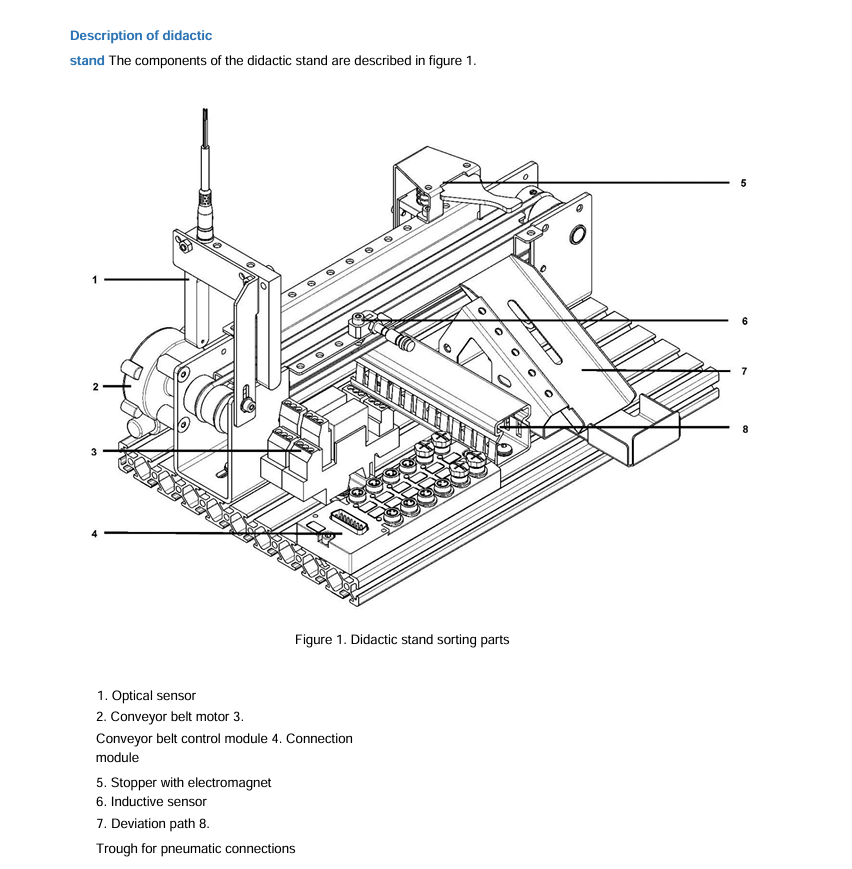 Description of didactic
stand The components of the didactic stand are described in figure 1.
5
1
6
2
7
8
3
4
Figure 1. Didactic stand sorting parts
1. Optical sensor
2. Conveyor belt motor 3.
Conveyor belt control module 4. Connection
module
5. Stopper with electromagnet
6. Inductive sensor
7. Deviation path 8.
Trough for pneumatic connections